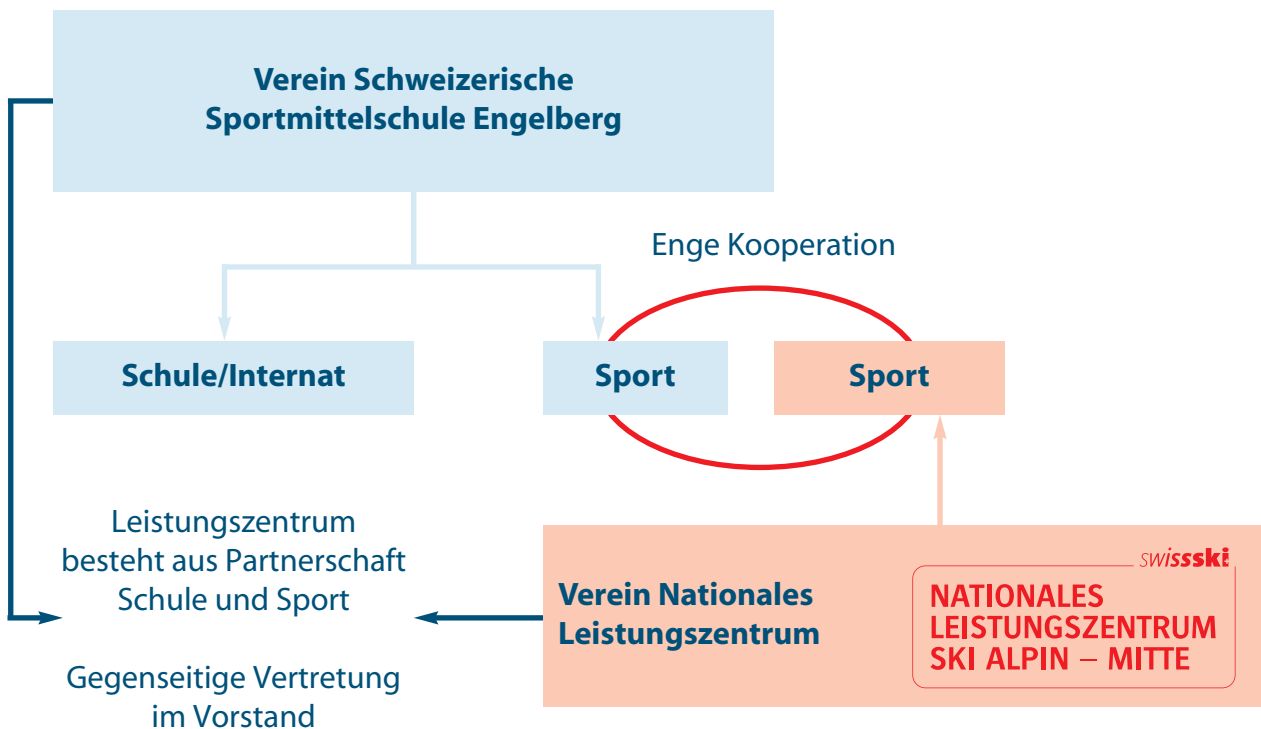 Verein Schweizerische
Sportmittelschule Engelberg
Enge Kooperation
Schule/Internat
Sport
Sport
Leistungszentrum
besteht aus Partnerschaft
Schule und Sport
Gegenseitige Vertretung
im Vorstand
Verein Nationales
Leistungszentrum
swissski
NATIONALES
LEISTUNGSZENTRUM
SKI ALPIN – MITTE